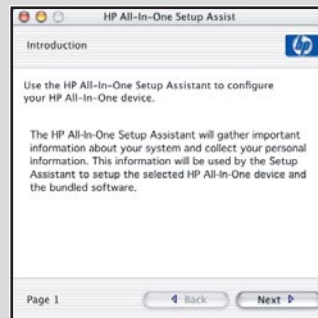 HP All-In-One Setup Assist
Introduction
hp
Use the HP All-In-One Setup Assistant to configure
your HP All-In-One device.
The HP All-In-One Setup Assistant will gather important
information about your system and collect your personal
information. This information will be used by the Setup
Assistant to setup the selected HP All-In-One device and
the bundled software.
Page 1
Back
Next